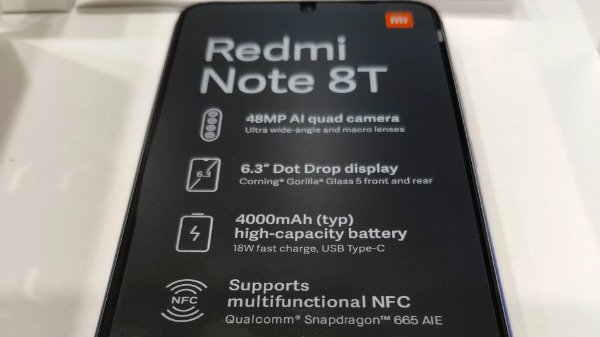 mi
Redmi
Note 8T
48MP AI quad camera
Ultra wide-angle and macro lenses
6.3
6.3" Dot Drop display
Corning® Gorilla® Glass 5 front and rear
4000mAh (typ)
high-capacity battery
18W fast charge, USB Type-C
NFC
Supports
multifunctional NFC
Qualcomm® Snapdragon™ 665 AIE